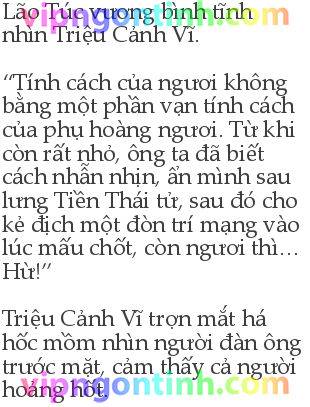 Lão Túc vương bình tĩnh
nhìn Triệu Cảnh Vĩ.
“Tính cách của ngươi không
bằng một phần vạn tính cách
của phụ hoàng ngươi. Từ khi
còn rất nhỏ, ông ta đã biết
cách nhẫn nhịn, ẩn mình sau
lưng Tiền Thái tử, sau đó cho
kẻ địch một đòn trí mạng vào
lúc mấu chốt, còn ngươi thì…
Hừ!”
Triệu Cảnh Vĩ trợn mắt há
hốc mồm nhìn người đàn ông
trước mặt, cảm thấy cả người
hoảng hốt.
vipngontinh.com
vipngontinh.com